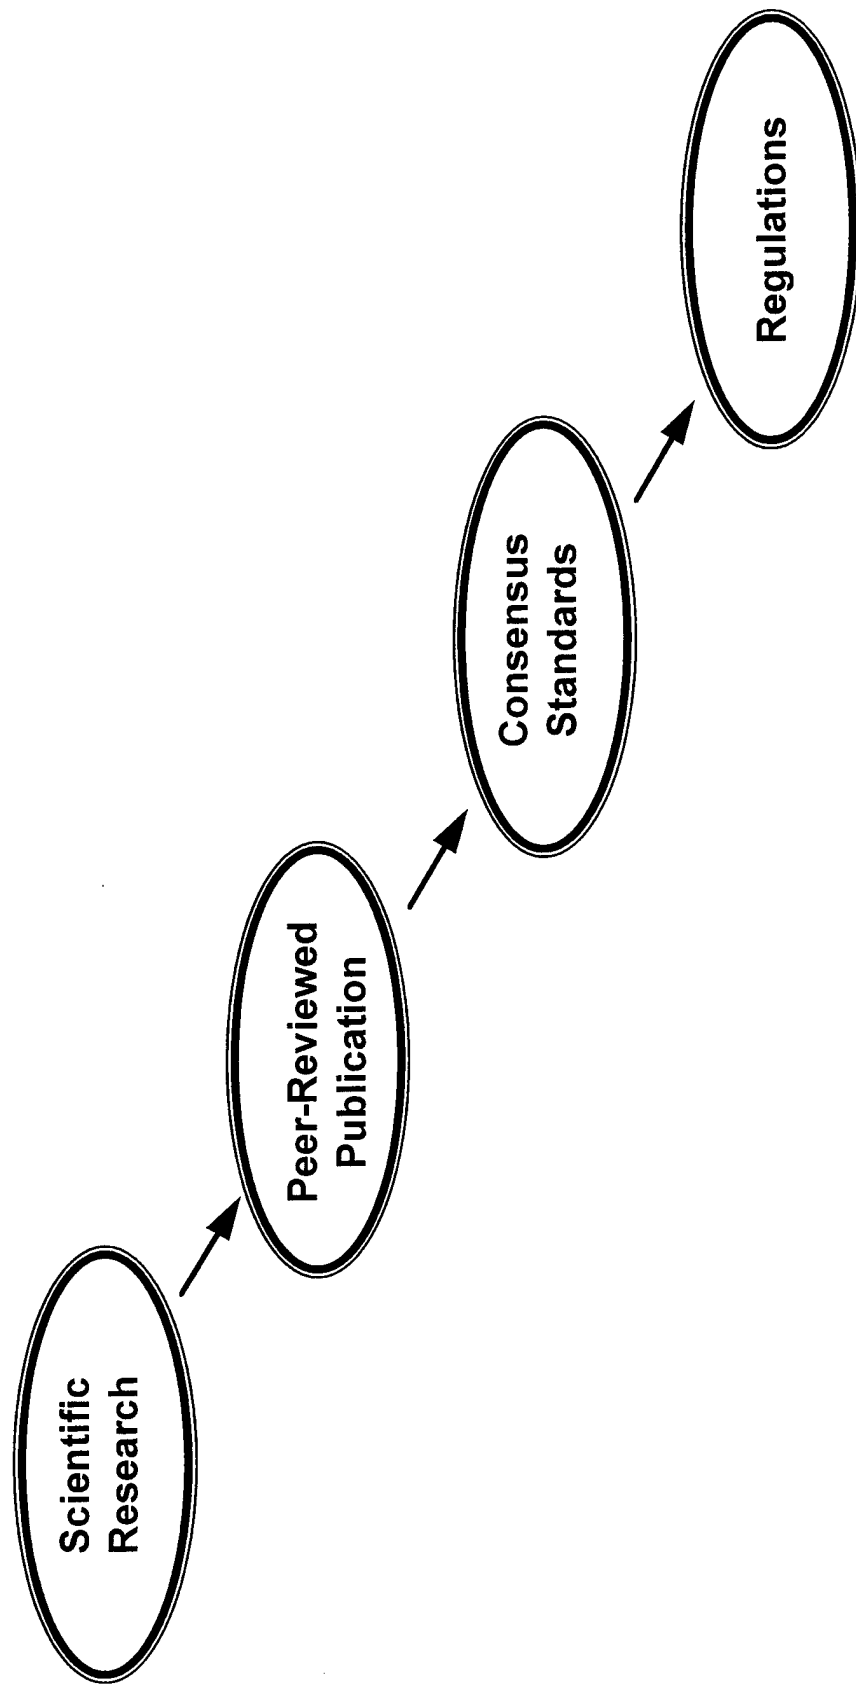 Scientific
Research
Peer-Reviewed
Publication
Consensus
Standards
Regulations